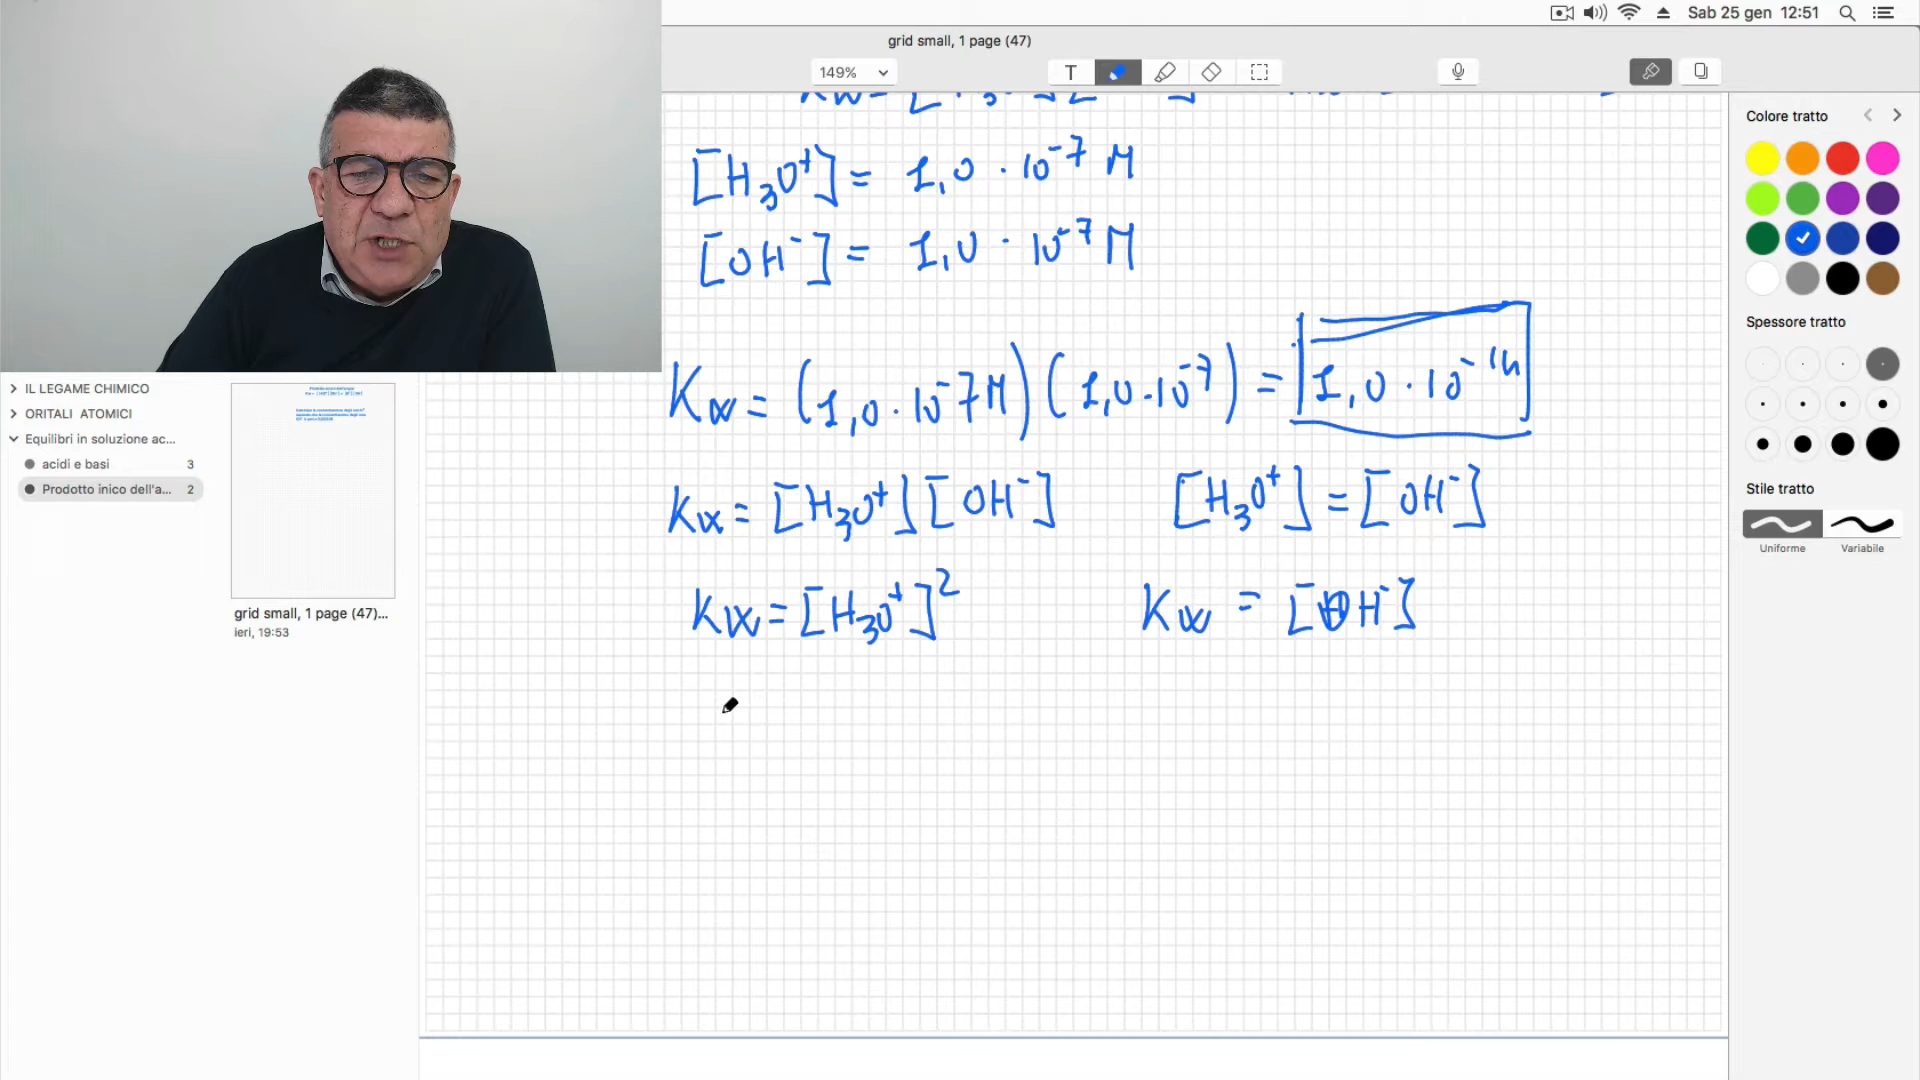 Sab 25 gen 12:51
grid small, 1 page (47)
149%
T
[H₃O⁺] = 1,0 · 10⁻⁷ M
[OH⁻] = 1,0 · 10⁻⁷ M
Kw = (1,0 · 10⁻⁷ M) (1,0 · 10⁻⁷) = 1,0 · 10⁻¹⁴
Kw = [H₃O⁺] [OH⁻] [H₃O⁺] = [OH⁻]
Kw = [H₃O⁺]² Kw = [OH⁻]
IL LEGAME CHIMICO
ORITALI ATOMICI
Equilibri in soluzione ac...
acidi e basi 3
Prodotto inico dell'a... 2
grid small, 1 page (47)...
ieri, 19:53
Colore tratto
Spessore tratto
Stile tratto
Uniforme Variabile